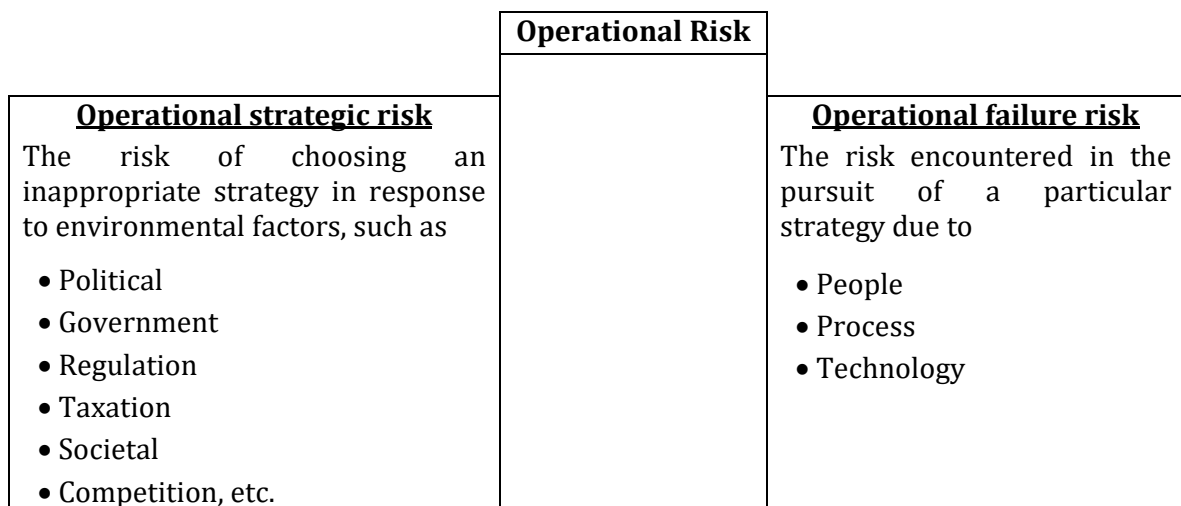 Operational Risk
Operational strategic risk
The risk of choosing an
inappropriate strategy in response
to environmental factors, such as
• Political
• Government
• Regulation
• Taxation
• Societal
• Competition, etc.
Operational failure risk
The risk encountered in the
pursuit of a particular
strategy due to
• People
• Process
• Technology